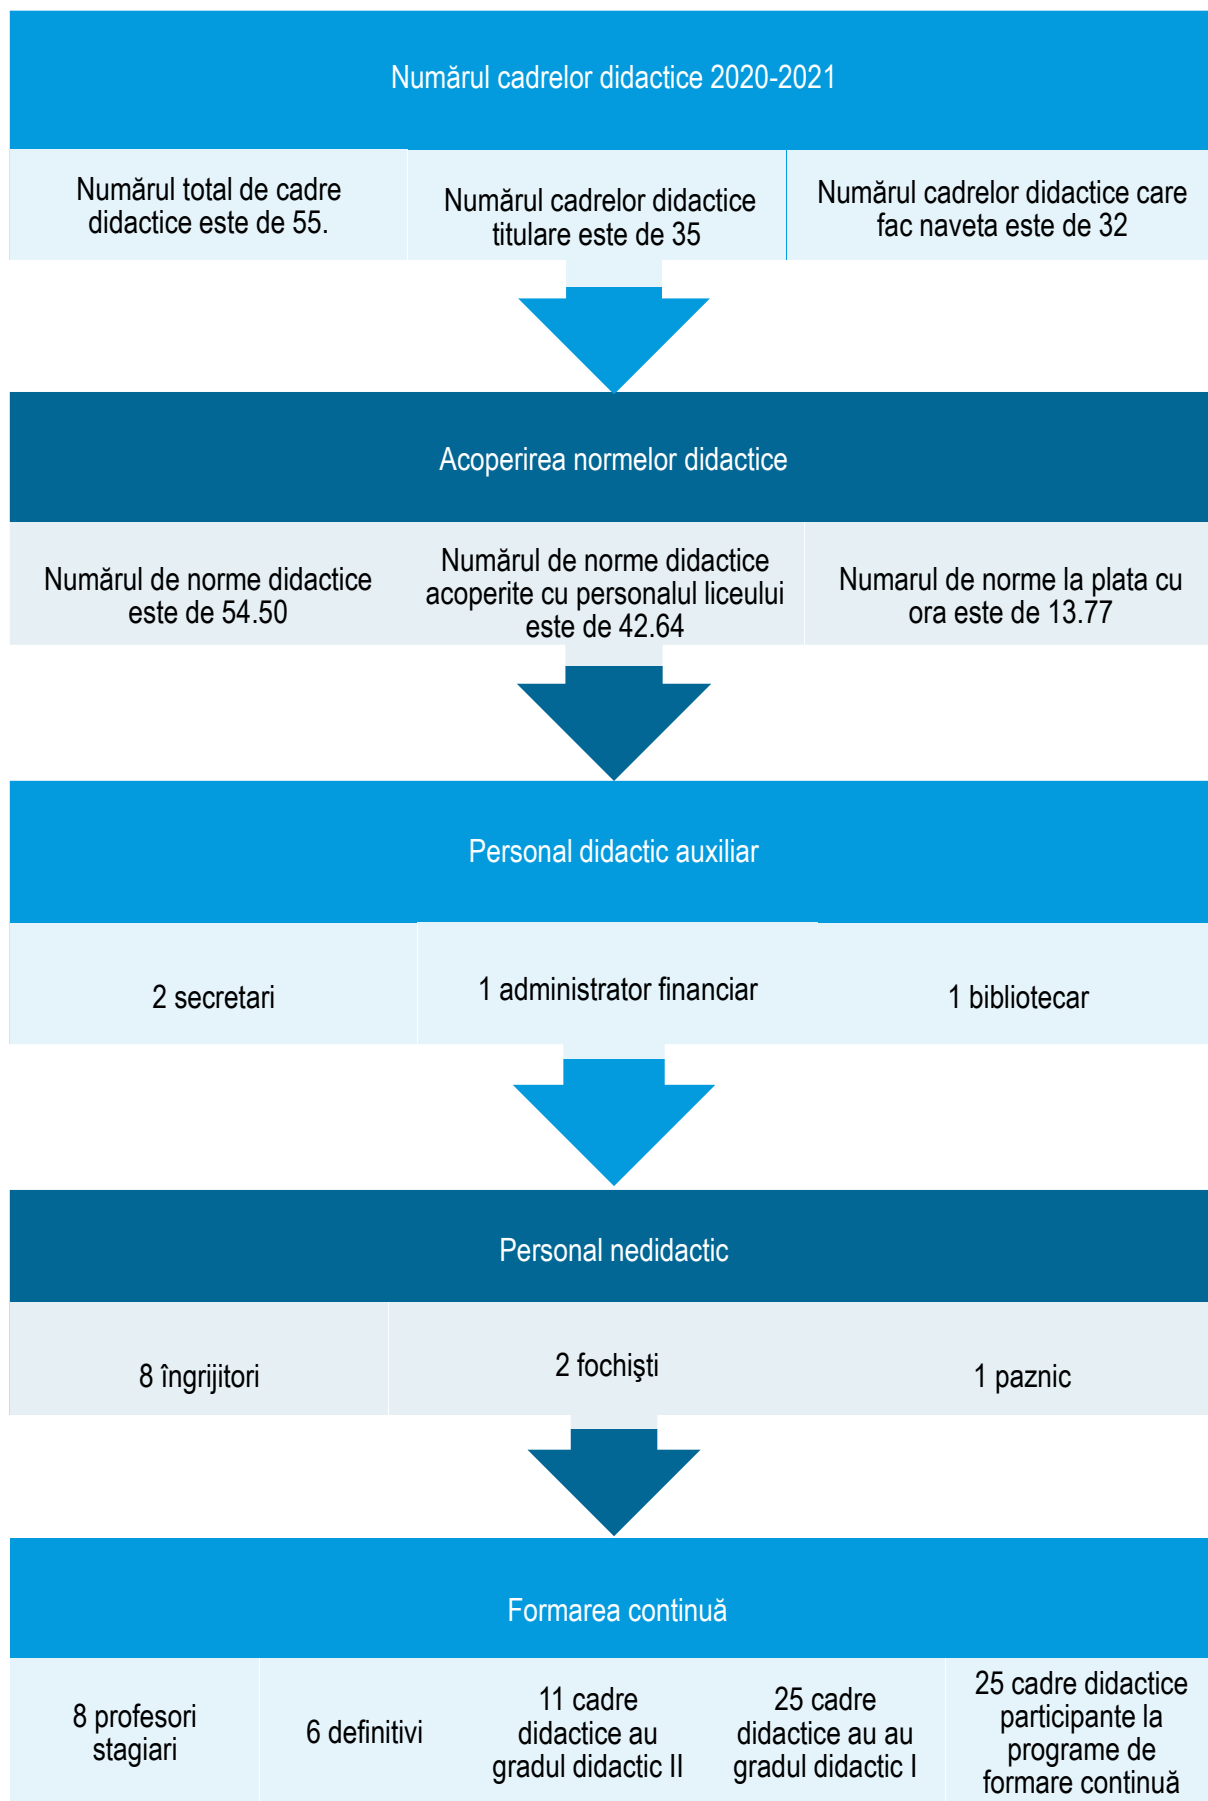 Numărul cadrelor didactice 2020-2021
Numărul total de cadre
didactice este de 55.
Numărul cadrelor didactice
titulare este de 35
Numărul cadrelor didactice care
fac naveta este de 32
Acoperirea normelor didactice
Numărul de norme didactice
este de 54.50
Numărul de norme didactice
acoperite cu personalul liceului
este de 42.64
Numarul de norme la plata cu
ora este de 13.77
Personal didactic auxiliar
2 secretari
1 administrator financiar
1 bibliotecar
Personal nedidactic
8 îngrijitori
2 fochişti
1 paznic
Formarea continuă
8 profesori
stagiari
6 definitivi
11 cadre
didactice au
gradul didactic II
25 cadre
didactice au au
gradul didactic I
25 cadre didactice
participante la
programe de
formare continuă